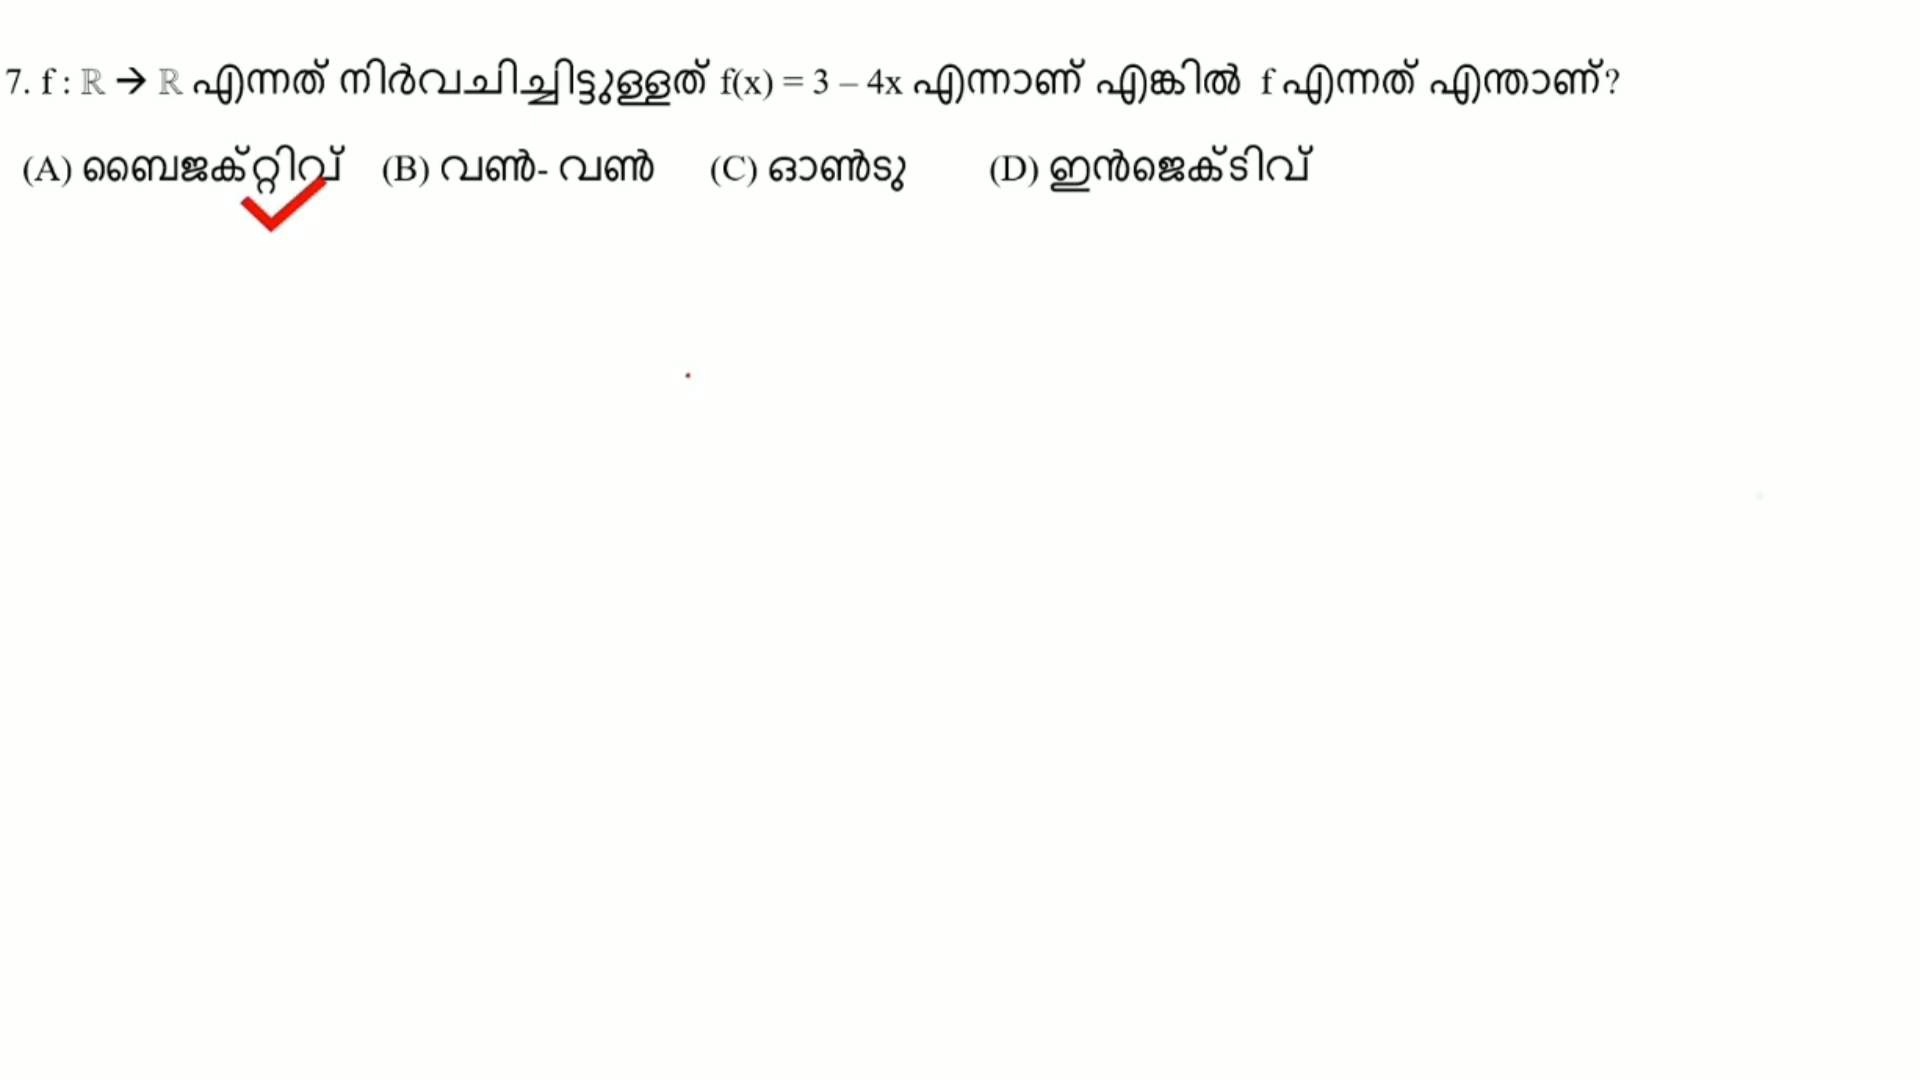 7. f : ℝ → ℝ എന്നത് നിർവചിച്ചിട്ടുള്ളത് f(x) = 3 – 4x എന്നാണ് എങ്കിൽ f എന്നത് എന്താണ്?
(A) ബൈജക്റ്റിവ് (B) വൺ- വൺ (C) ഓൺടു (D) ഇൻജെക്ടിവ്